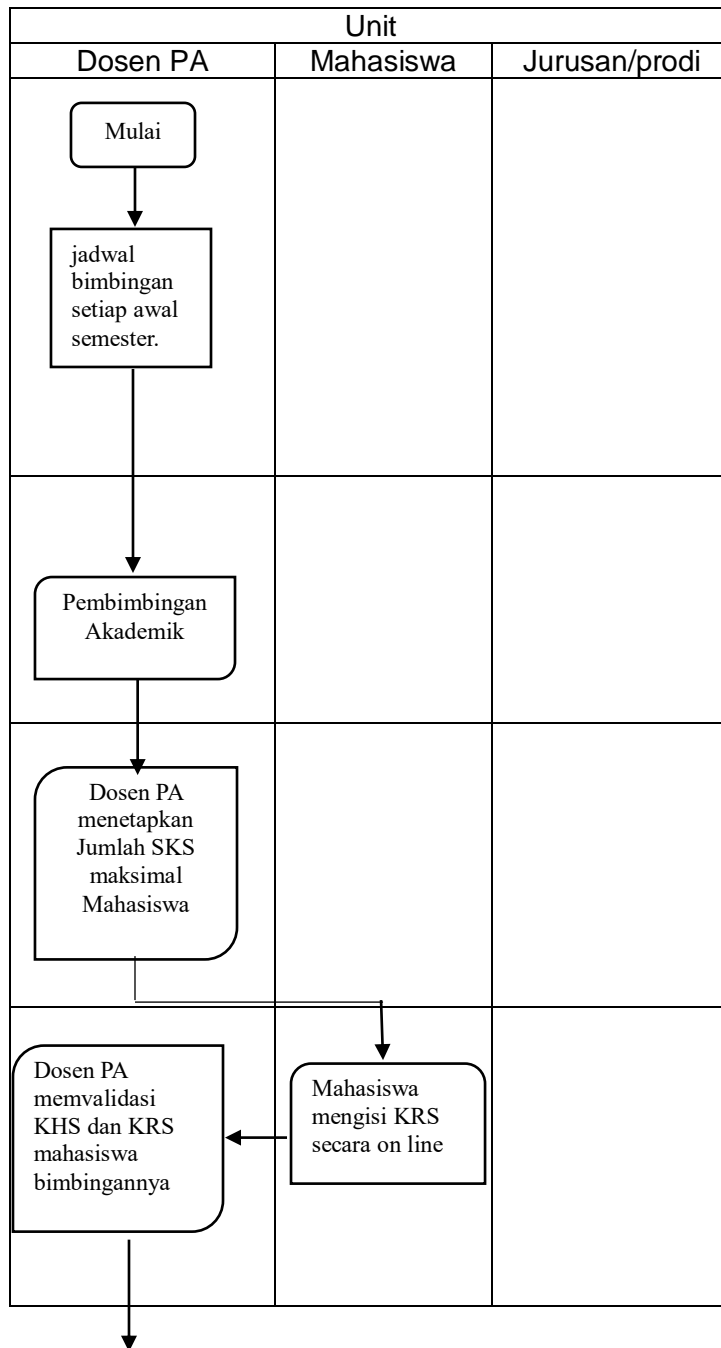 Unit
Dosen PA
Mahasiswa
Jurusan/prodi
Mulai
jadwal
bimbingan
setiap awal
semester.
Pembimbingan
Akademik
Dosen PA
menetapkan
Jumlah SKS
maksimal
Mahasiswa
Dosen PA
memvalidasi
KHS dan KRS
mahasiswa
bimbingannya
Mahasiswa
mengisi KRS
secara on line